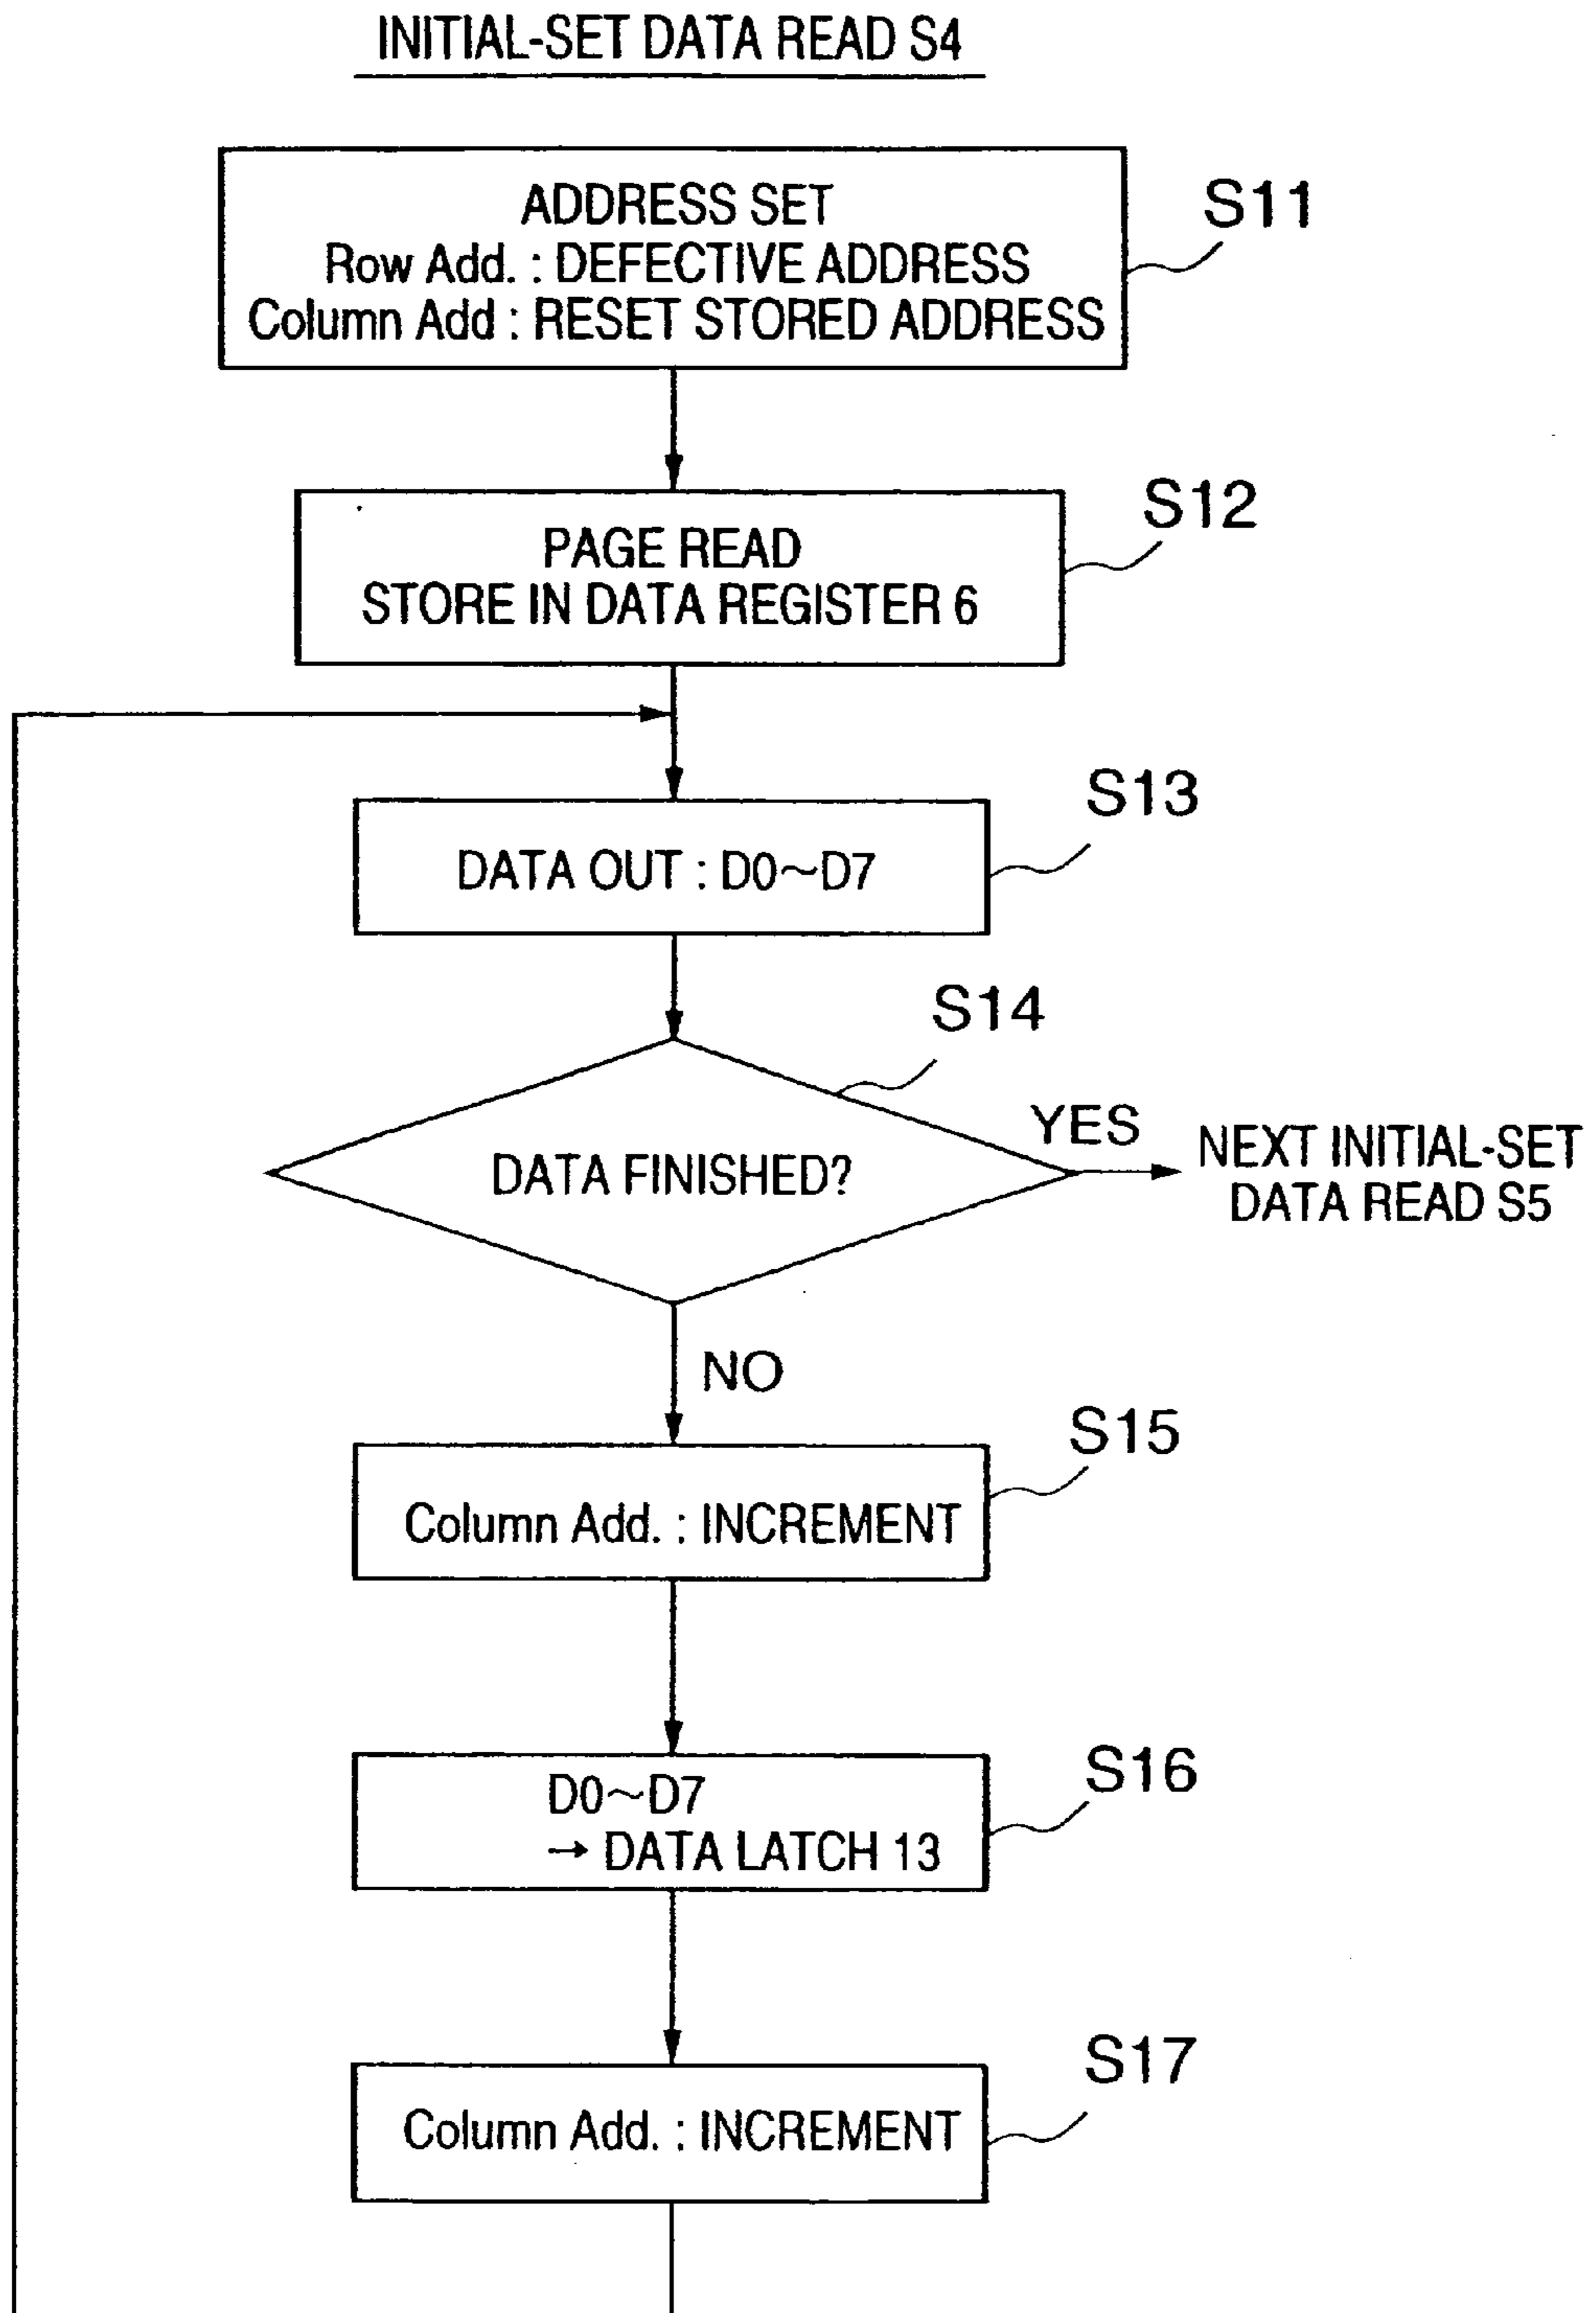 INITIAL-SET DATA READ S4
ADDRESS SET
Row Add. : DEFECTIVE ADDRESS
Column Add : RESET STORED ADDRESS
S11
PAGE READ
STORE IN DATA REGISTER 6
S12
DATA OUT : D0~D7
S13
S14
DATA FINISHED?
YES
NEXT INITIAL-SET
DATA READ S5
NO
Column Add. : INCREMENT
S15
D0~D7
→ DATA LATCH 13
S16
Column Add. : INCREMENT
S17